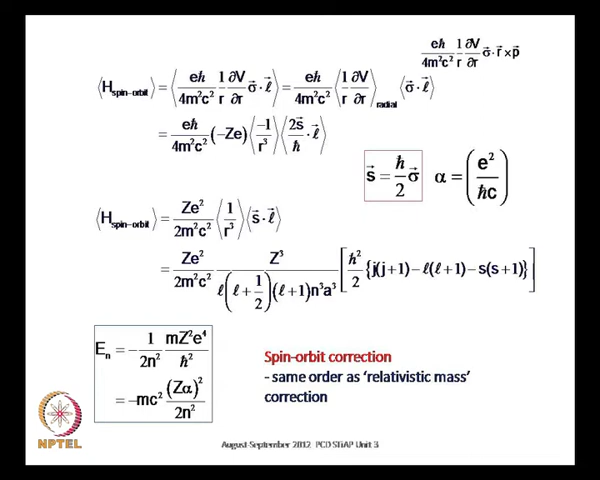 eℏ/4m²c² 1/r ∂V/∂r σ⃗·r⃗×p⃗
⟨H_spin-orbit⟩ = ⟨eℏ/4m²c² 1/r ∂V/∂r σ⃗·ℓ⃗⟩ = eℏ/4m²c² ⟨1/r ∂V/∂r⟩_radial ⟨σ⃗·ℓ⃗⟩
= eℏ/4m²c² (−Ze) ⟨−1/r³⟩ ⟨2s⃗/ℏ · ℓ⃗⟩
s⃗ = ℏ/2 σ⃗ α = (e²/ℏc)
⟨H_spin-orbit⟩ = Ze²/2m²c² ⟨1/r³⟩ ⟨s⃗·ℓ⃗⟩
= Ze²/2m²c² Z³/ℓ(ℓ+1/2)(ℓ+1)n³a³ [ℏ²/2 {j(j+1)−ℓ(ℓ+1)−s(s+1)}]
E_n = −1/2n² mZ²e⁴/ℏ²
= −mc² (Zα)²/2n²
Spin-orbit correction
- same order as ‘relativistic mass’
correction
NPTEL
August-September 2012 PCD STiAP Unit 3